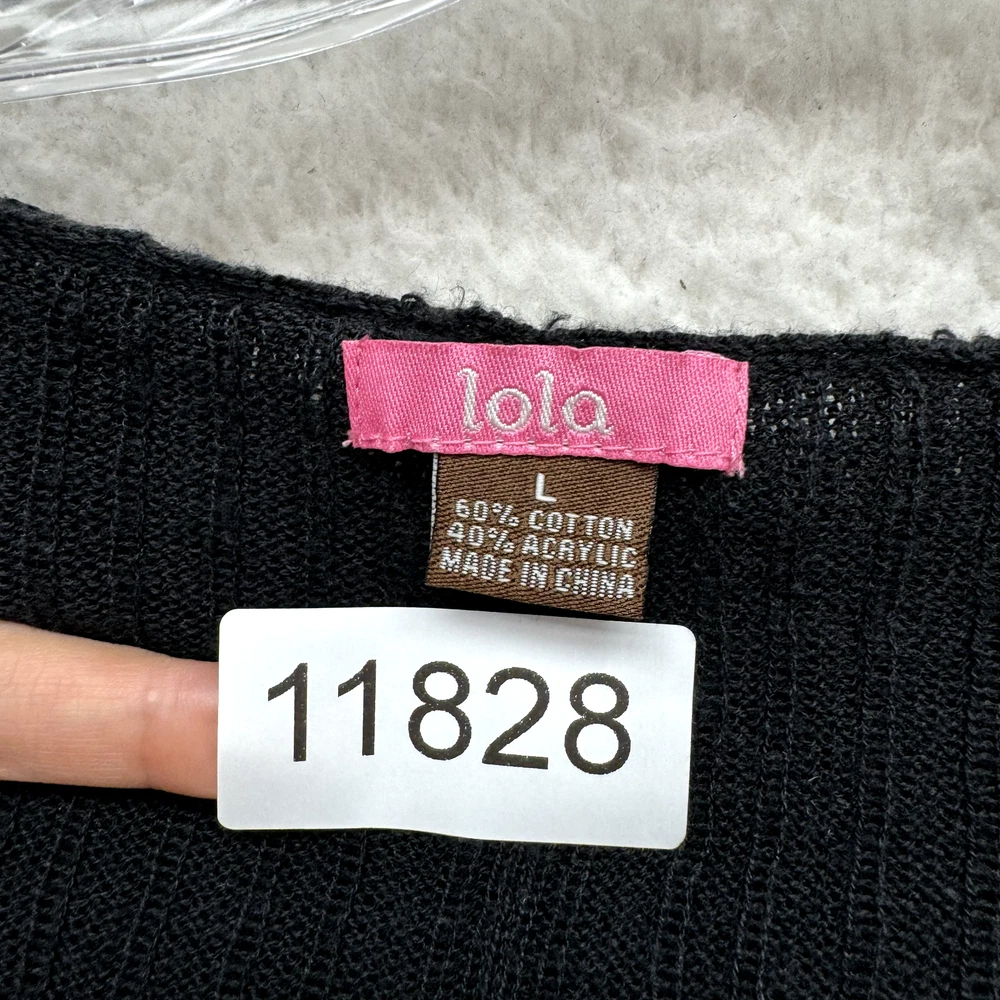 lola
L
60% COTTON
40% ACRYLIC
MADE IN CHINA
11828